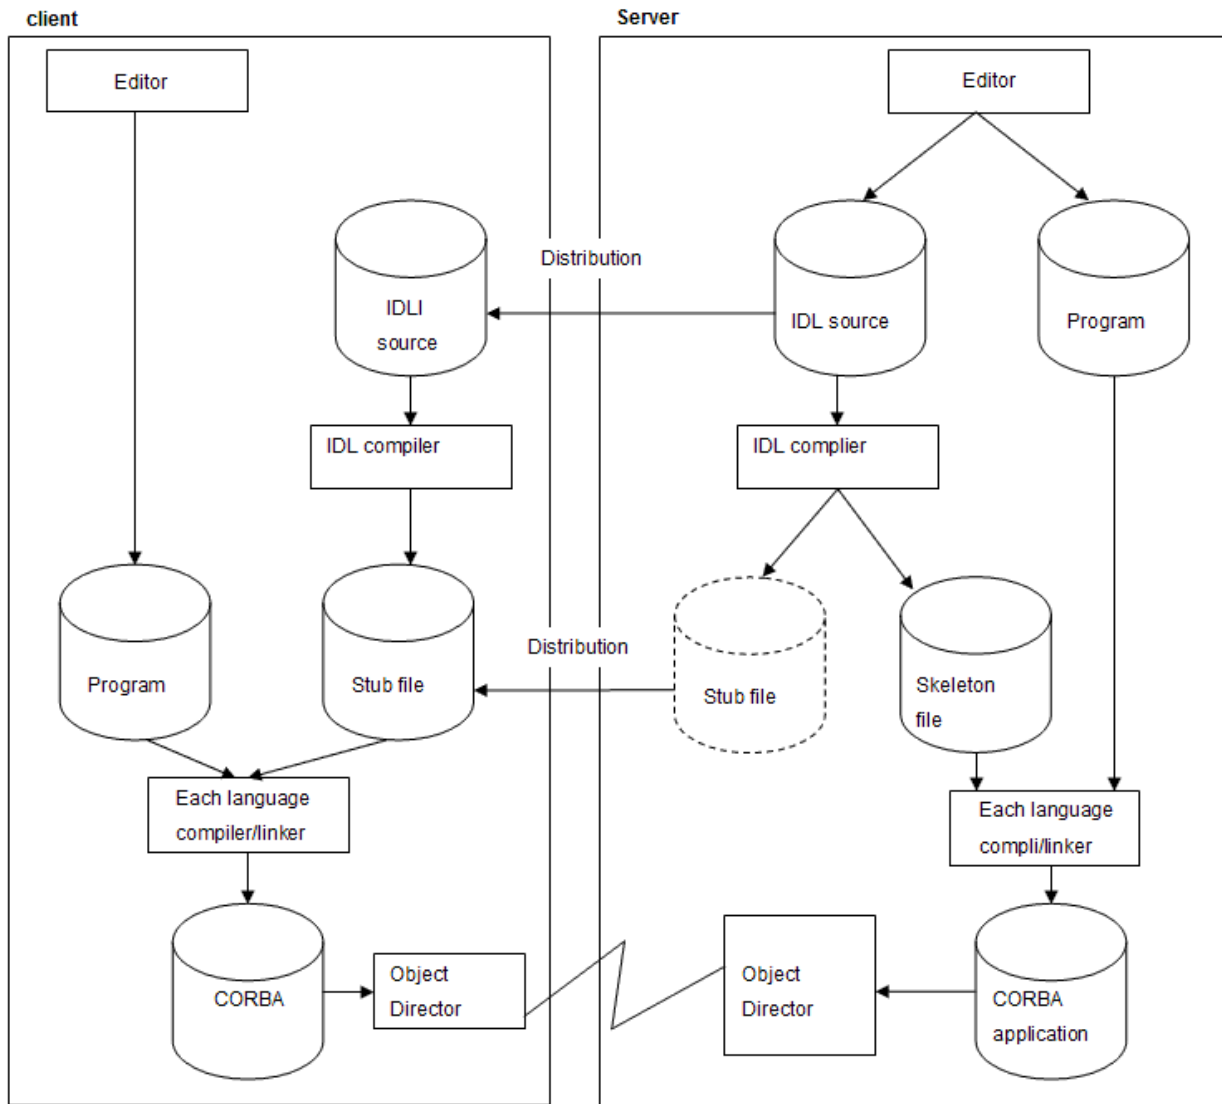 client
Server
Editor
Editor
Distribution
IDLI
source
IDL source
Program
IDL compiler
IDL complier
Distribution
Program
Stub file
Stub file
Skeleton
file
Each language
compiler/linker
Each language
compli/linker
CORBA
Object
Director
Object
Director
CORBA
application